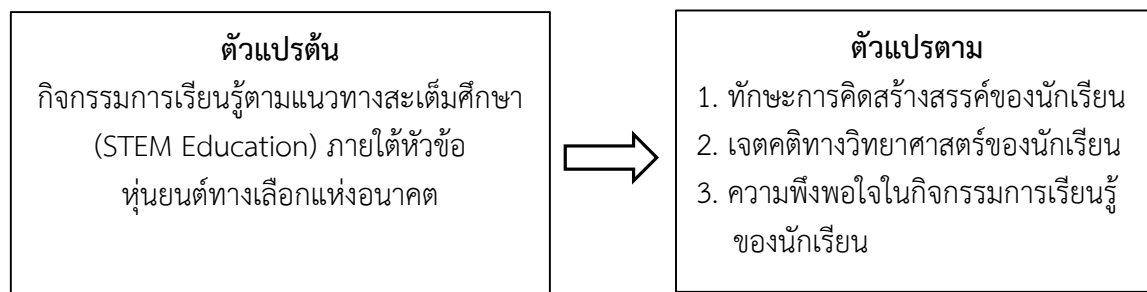 ตัวแปรต้น
กิจกรรมการเรียนรู้ตามแนวทางสะเต็มศึกษา
(STEM Education) ภายใต้หัวข้อ
หุ่นยนต์ทางเลือกแห่งอนาคต
ตัวแปรตาม
1. ทักษะการคิดสร้างสรรค์ของนักเรียน
2. เจตคติทางวิทยาศาสตร์ของนักเรียน
3. ความพึงพอใจในกิจกรรมการเรียนรู้
ของนักเรียน